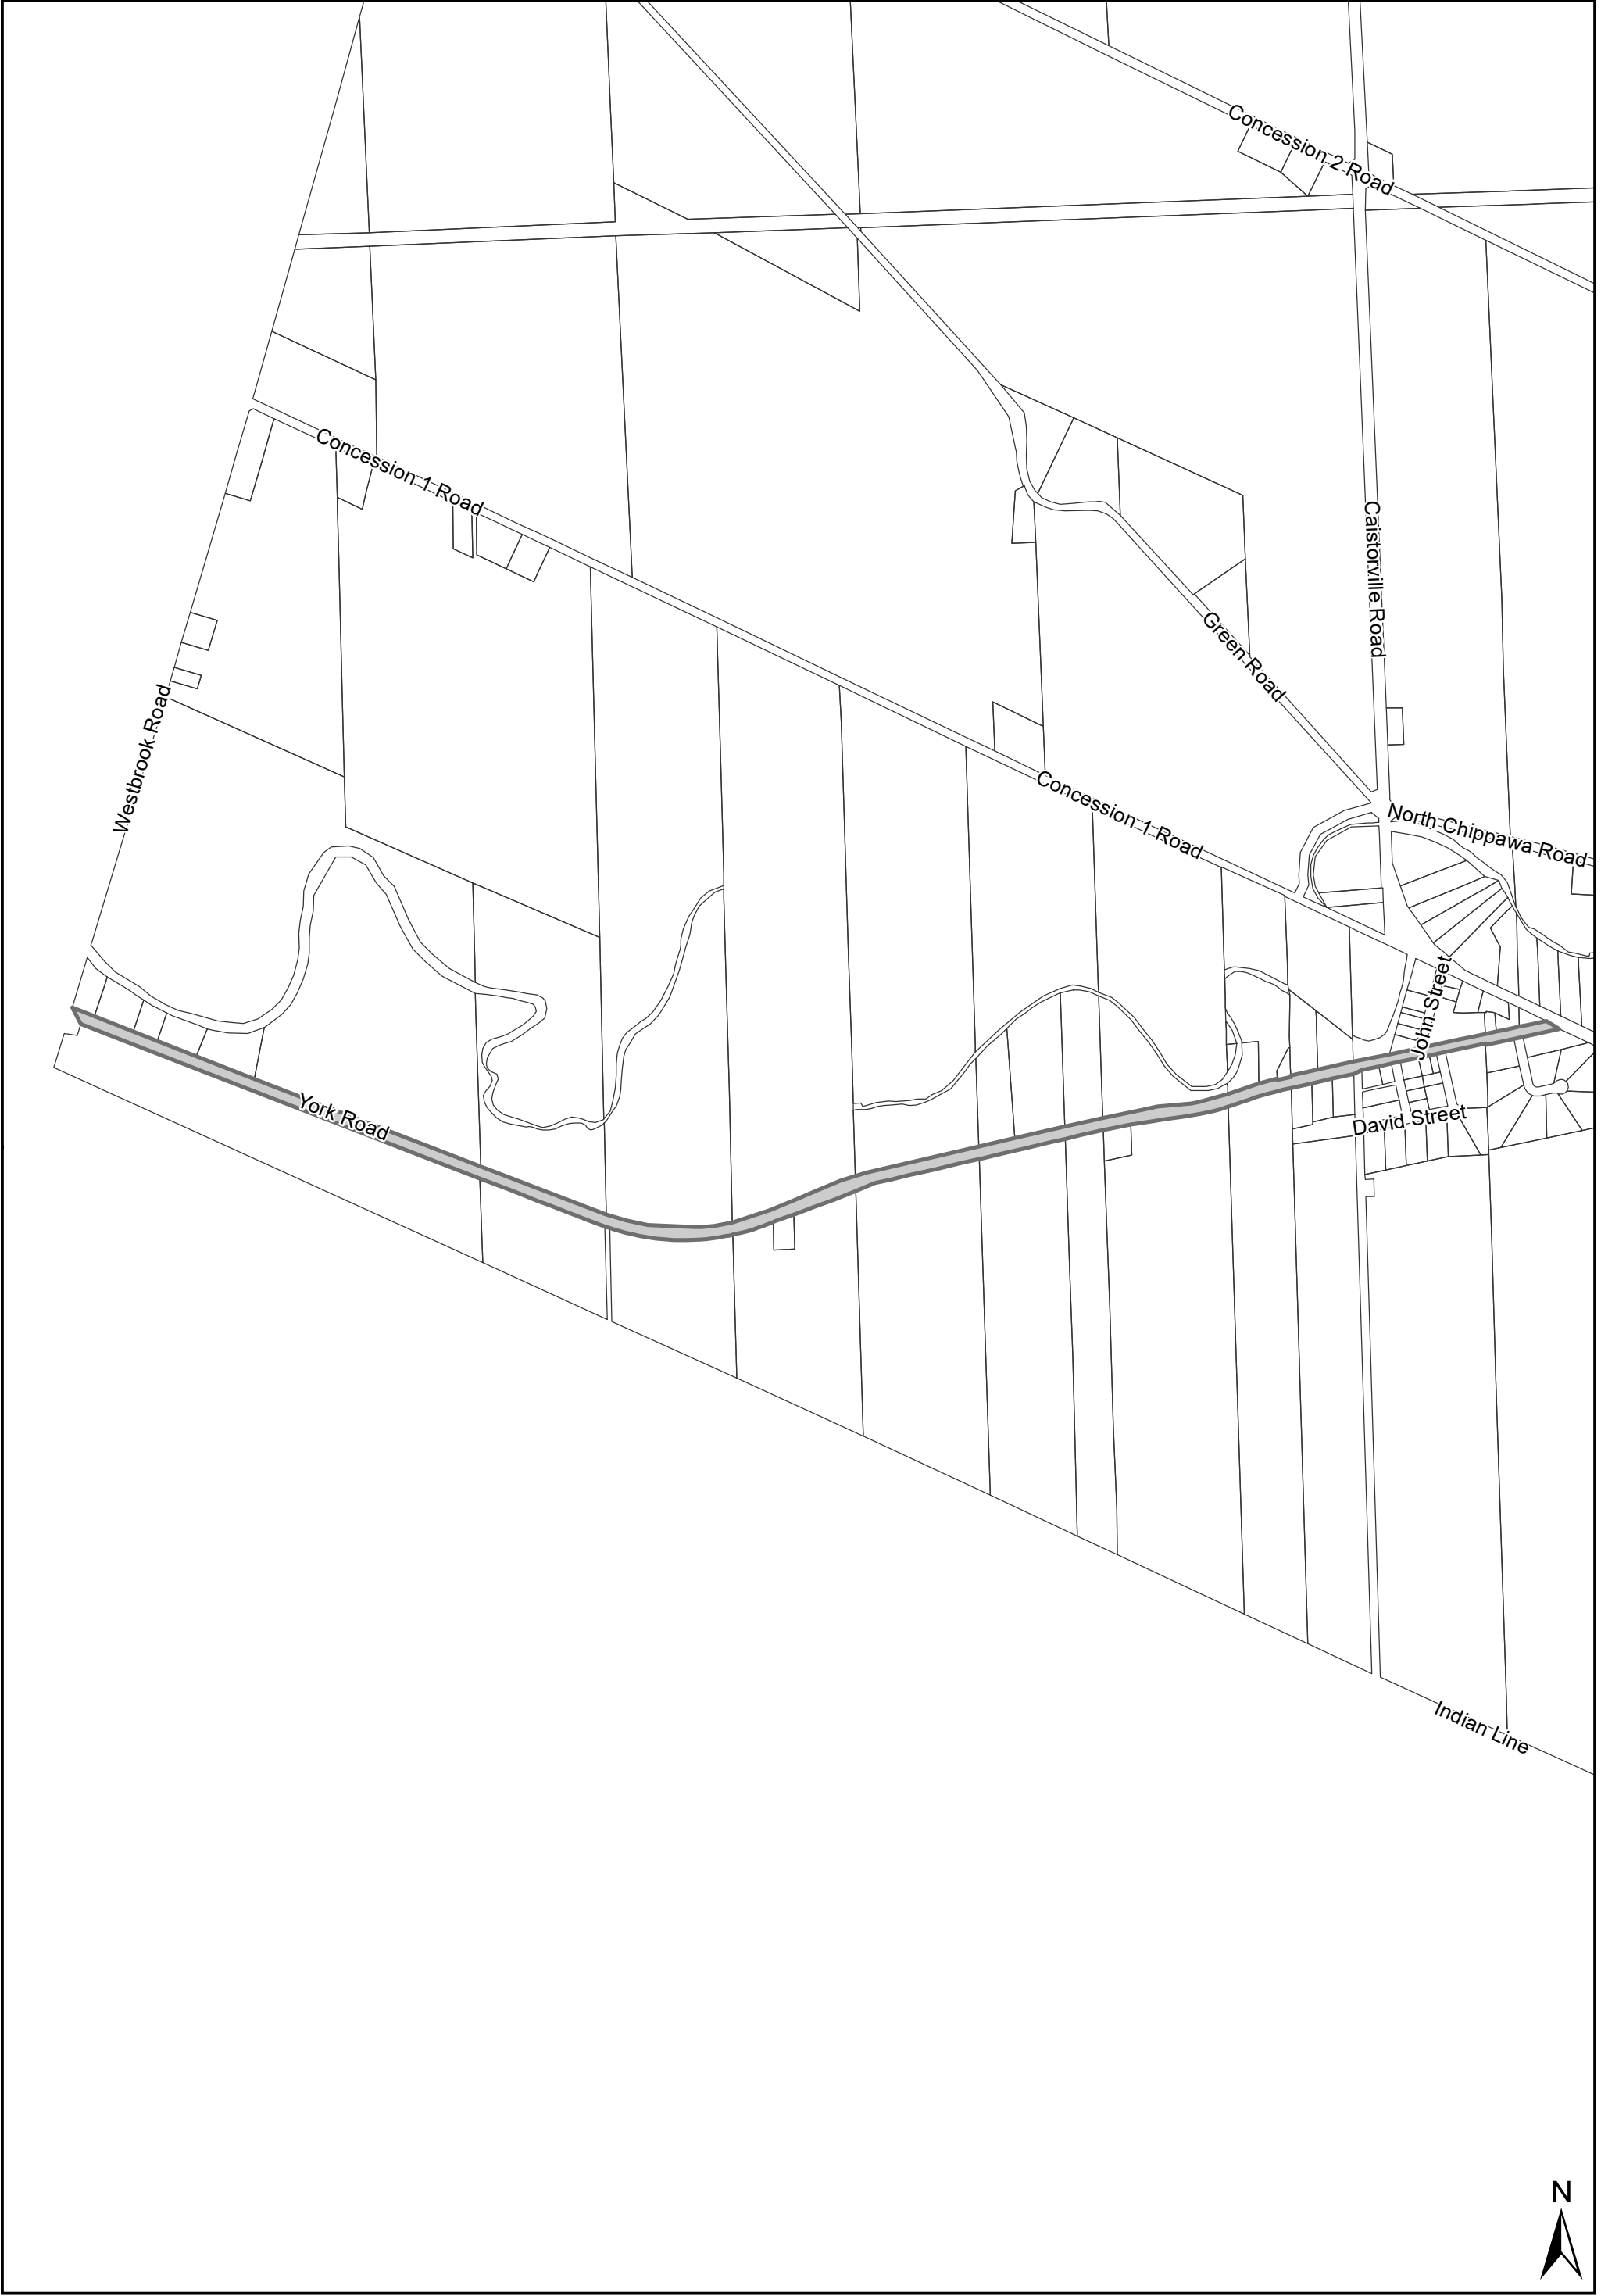 Concession 2 Road
Concession 1 Road
Caistorville Road
Green Road
Westbrook Road
Concession 1 Road
North Chippawa Road
John Street
York Road
David Street
Indian Line
N